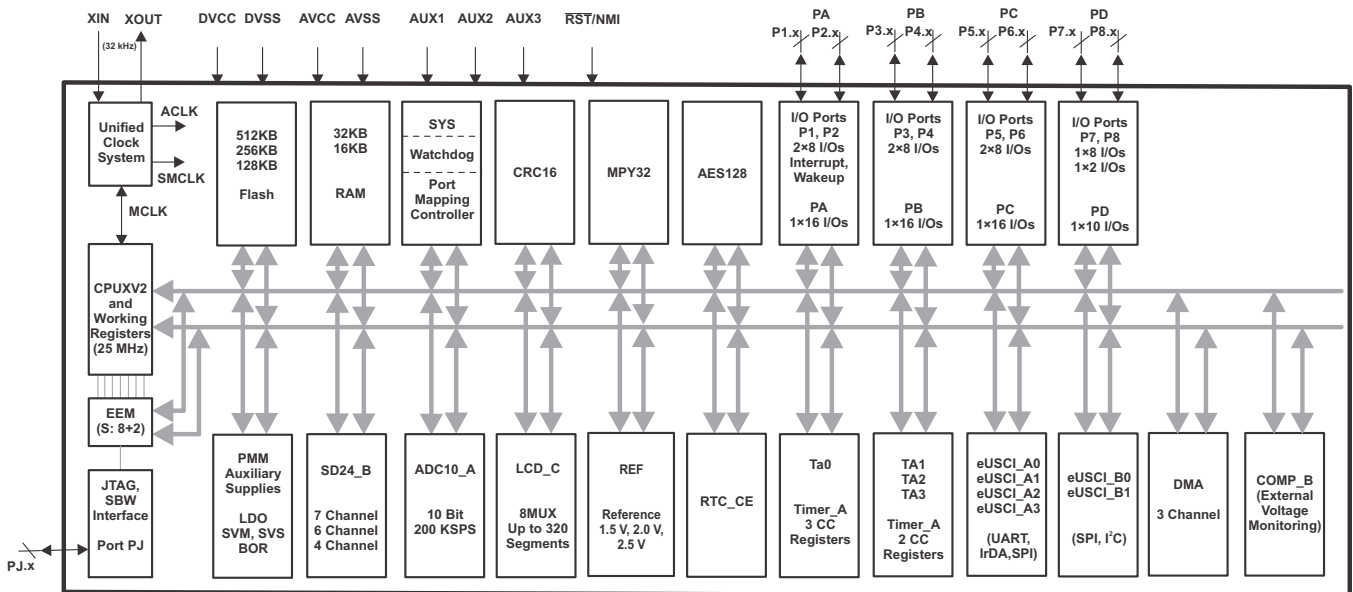 XIN
XOUT
(32 kHz)
DVCC
DVSS
AVCC
AVSS
AUX1
AUX2
AUX3
RST/NMI
PA
P1.x
P2.x
PB
P3.x
P4.x
PC
P5.x
P6.x
PD
P7.x
P8.x
Unified
Clock
System
ACLK
SMCLK
MCLK
512KB
256KB
128KB
Flash
32KB
16KB
RAM
SYS
Watchdog
Port
Mapping
Controller
CRC16
MPY32
AES128
I/O Ports
P1, P2
2×8 I/Os
Interrupt,
Wakeup
PA
1×16 I/Os
I/O Ports
P3, P4
2×8 I/Os
PB
1×16 I/Os
I/O Ports
P5, P6
2×8 I/Os
PC
1×16 I/Os
I/O Ports
P7, P8
1×8 I/Os
1×2 I/Os
PD
1×10 I/Os
CPUXV2
and
Working
Registers
(25 MHz)
EEM
(S: 8+2)
JTAG,
SBW
Interface
Port PJ
PJ.x
PMM
Auxiliary
Supplies
LDO
SVM, SVS
BOR
SD24_B
7 Channel
6 Channel
4 Channel
ADC10_A
10 Bit
200 KSPS
LCD_C
8MUX
Up to 320
Segments
REF
Reference
1.5 V, 2.0 V,
2.5 V
RTC_CE
Ta0
Timer_A
3 CC
Registers
TA1
TA2
TA3
Timer_A
2 CC
Registers
eUSCI_A0
eUSCI_A1
eUSCI_A2
eUSCI_A3
(UART,
IrDA,SPI)
eUSCI_B0
eUSCI_B1
(SPI, I²C)
DMA
3 Channel
COMP_B
(External
Voltage
Monitoring)